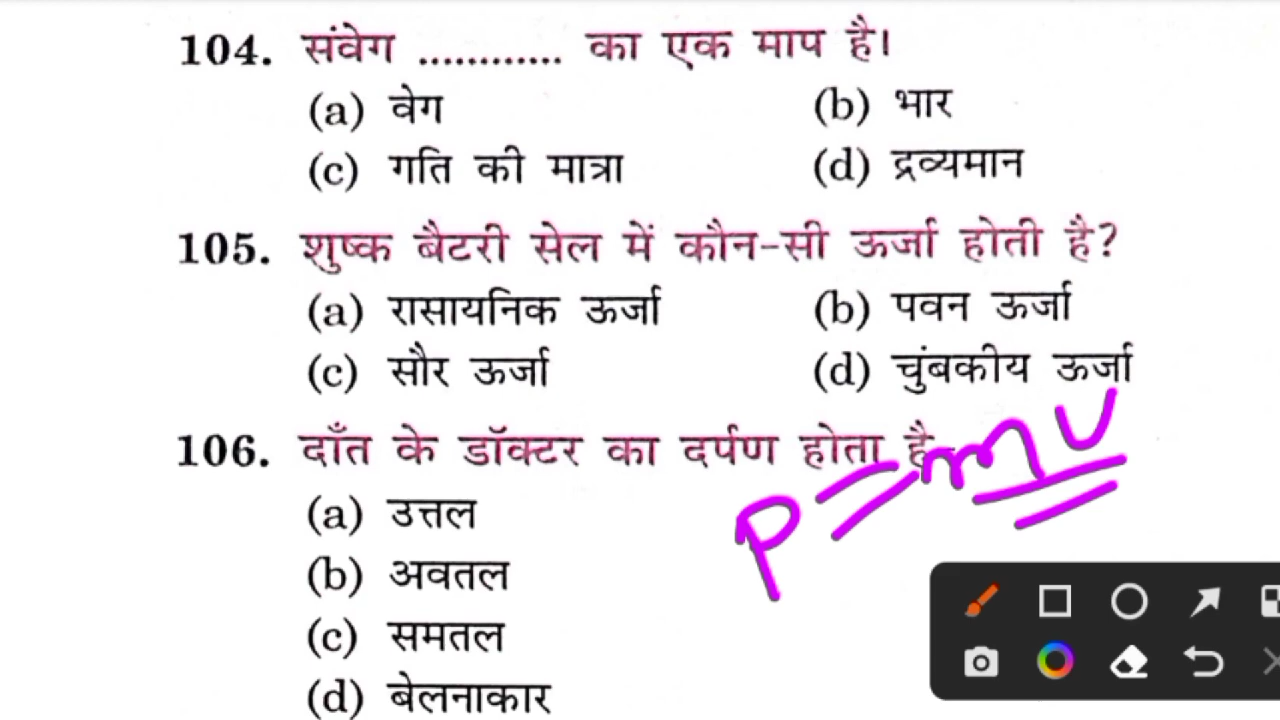 104. संवेग ............ का एक माप है।
(a) वेग (b) भार
(c) गति की मात्रा (d) द्रव्यमान
105. शुष्क बैटरी सेल में कौन-सी ऊर्जा होती है?
(a) रासायनिक ऊर्जा (b) पवन ऊर्जा
(c) सौर ऊर्जा (d) चुंबकीय ऊर्जा
106. दाँत के डॉक्टर का दर्पण होता है
P=mv
(a) उत्तल
(b) अवतल
(c) समतल
(d) बेलनाकार